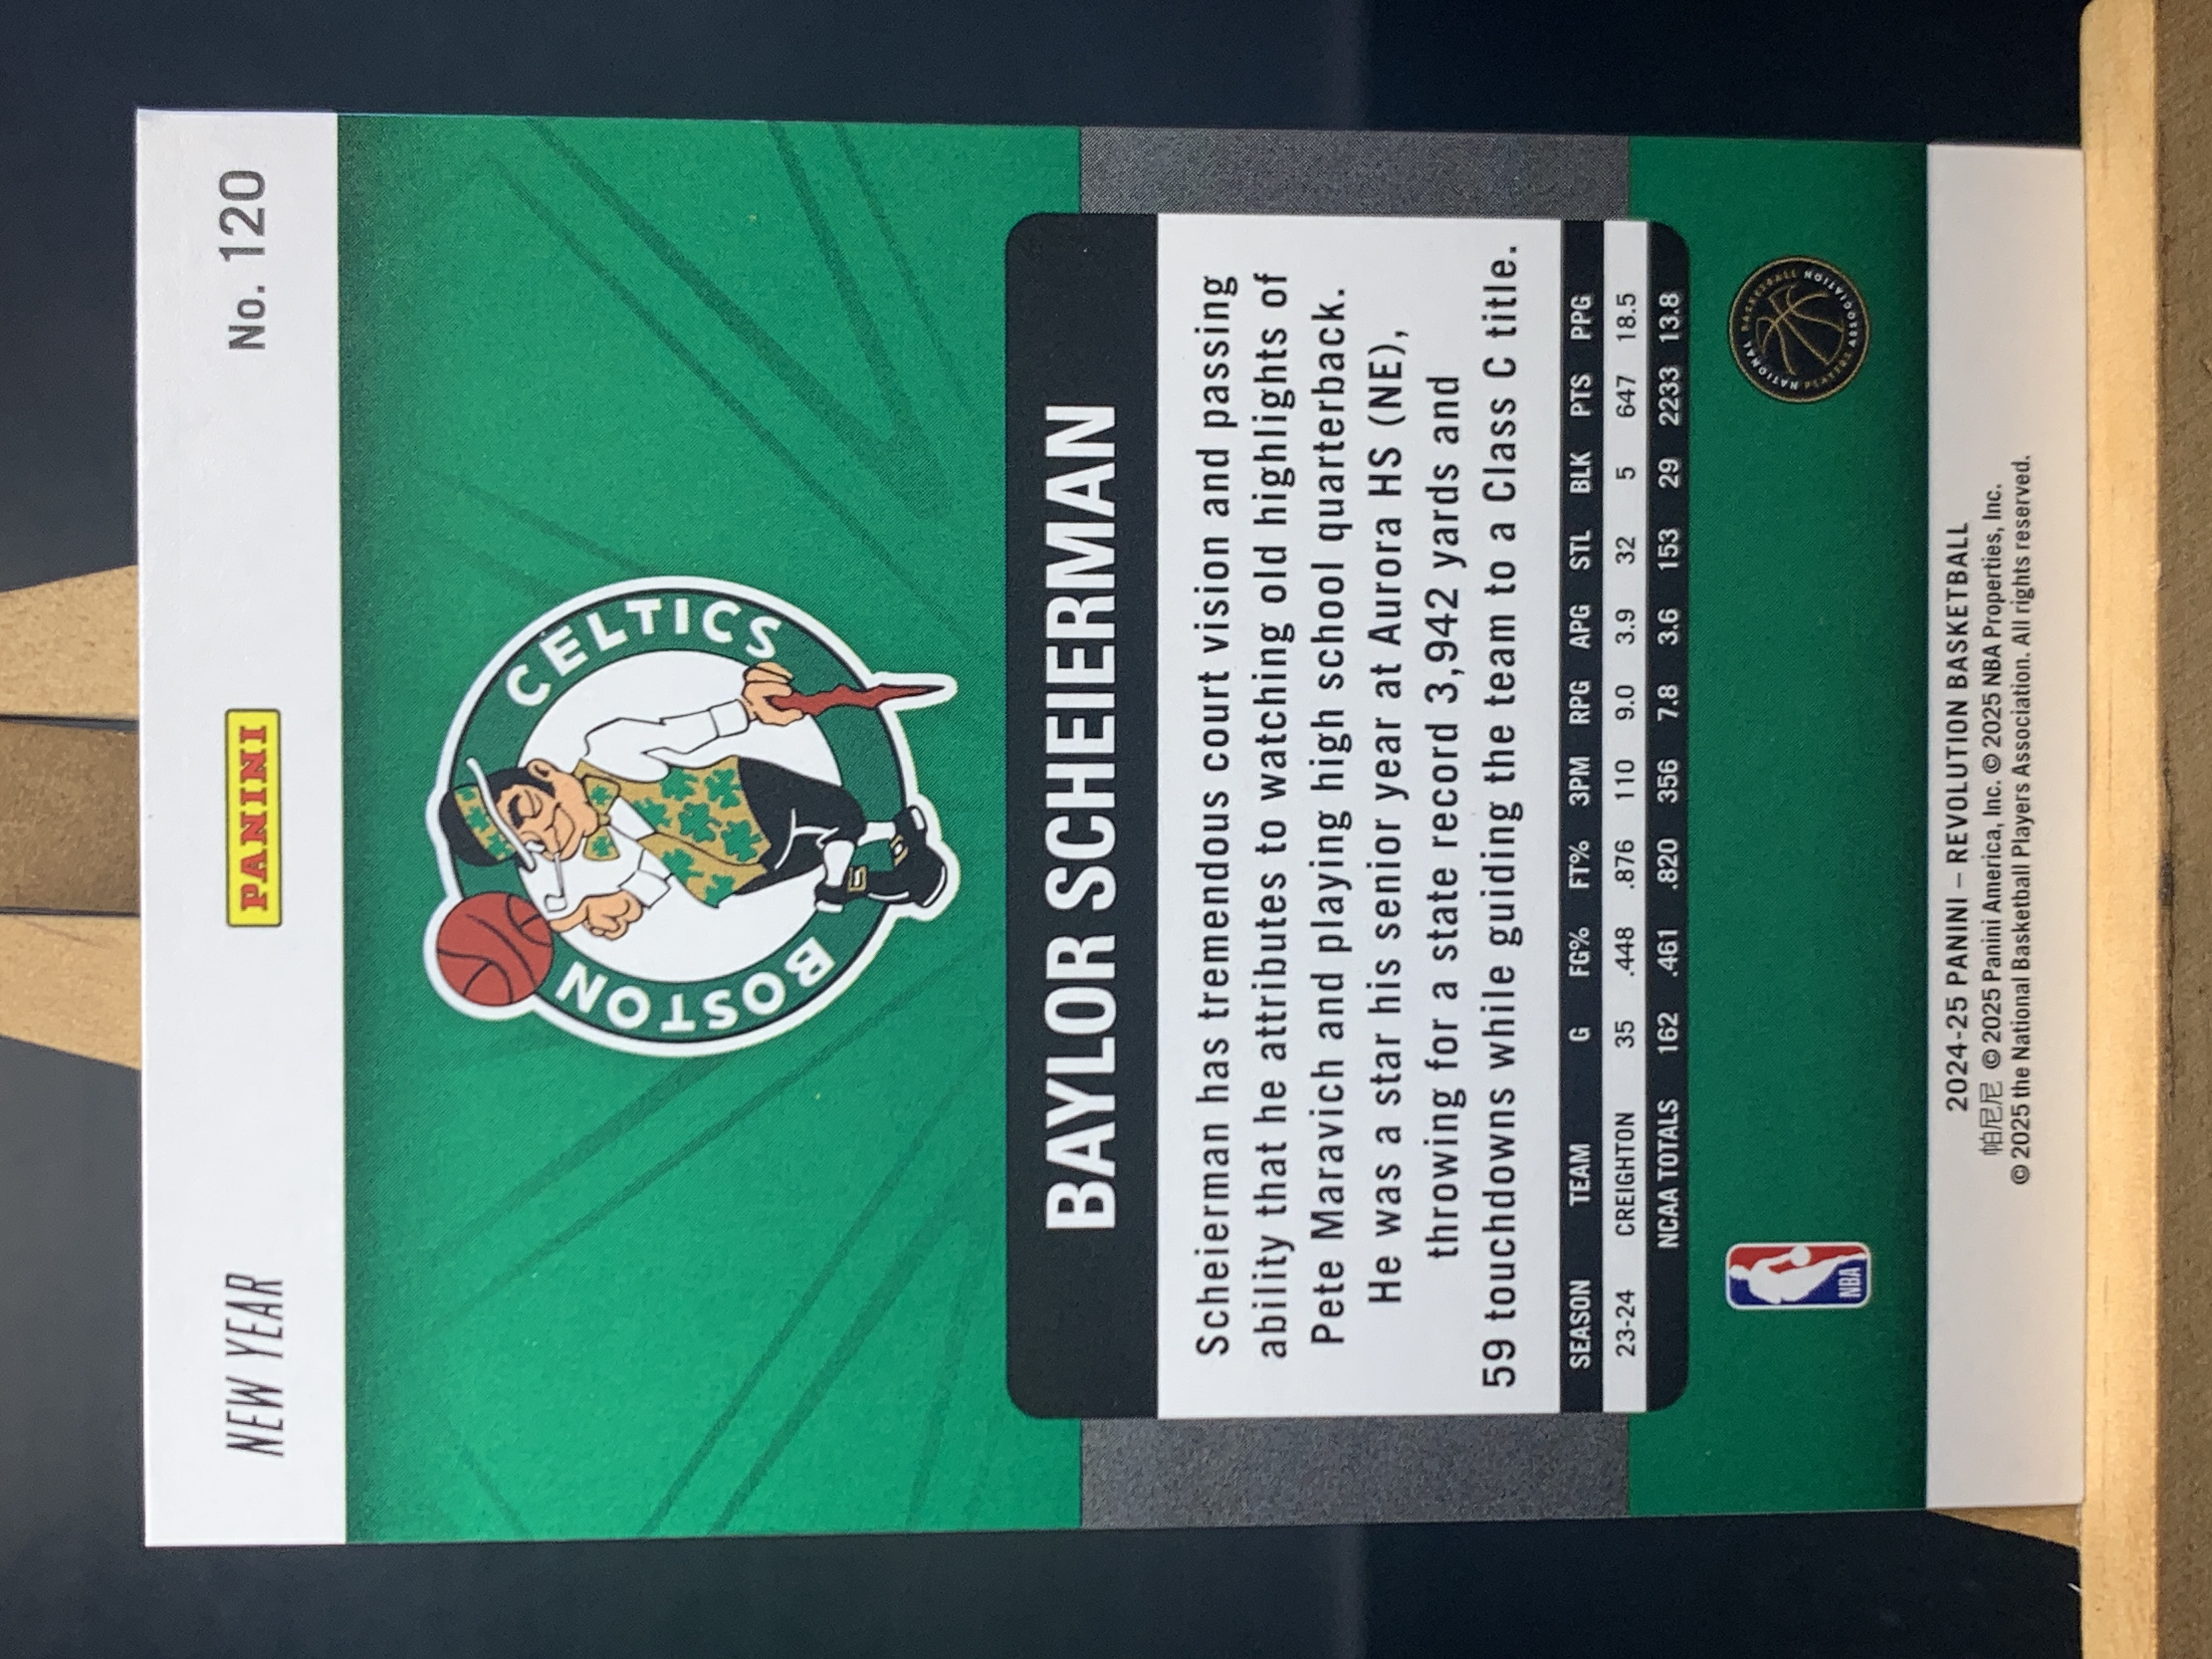 NEW YEAR PANINI No. 120
BOSTON CELTICS
BAYLOR SCHEIERMAN
Scheierman has tremendous court vision and passing
ability that he attributes to watching old highlights of
Pete Maravich and playing high school quarterback.
He was a star his senior year at Aurora HS (NE),
throwing for a state record 3,942 yards and
59 touchdowns while guiding the team to a Class C title.
SEASON TEAM G FG% FT% 3PM RPG APG STL BLK PTS PPG
23-24 CREIGHTON 35 .448 .876 110 9.0 3.9 32 5 647 18.5
NCAA TOTALS 162 .461 .820 356 7.8 3.6 153 29 2233 13.8
NBA
NATIONAL BASKETBALL PLAYERS ASSOCIATION
2024-25 PANINI – REVOLUTION BASKETBALL
帕尼尼 © 2025 Panini America, Inc. © 2025 NBA Properties, Inc.
© 2025 the National Basketball Players Association. All rights reserved.